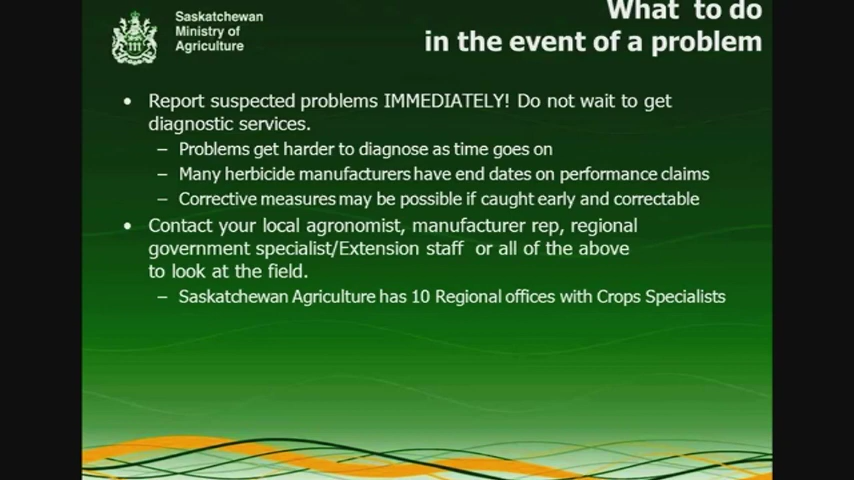 Saskatchewan
Ministry of
Agriculture
What to do
in the event of a problem
• Report suspected problems IMMEDIATELY! Do not wait to get
diagnostic services.
– Problems get harder to diagnose as time goes on
– Many herbicide manufacturers have end dates on performance claims
– Corrective measures may be possible if caught early and correctable
• Contact your local agronomist, manufacturer rep, regional
government specialist/Extension staff or all of the above
to look at the field.
– Saskatchewan Agriculture has 10 Regional offices with Crops Specialists